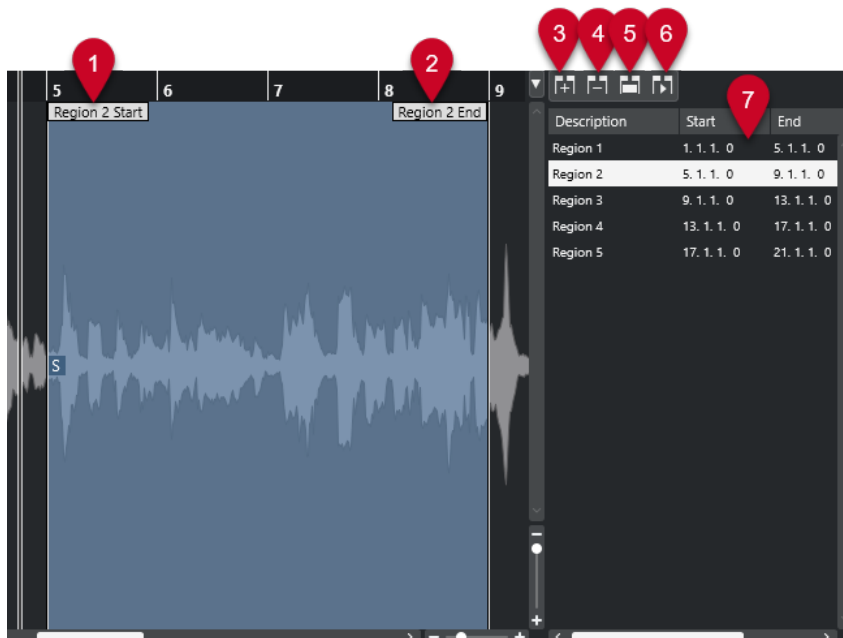 1 2 3 4 5 6 7
5 6 7 8 9
Region 2 Start Region 2 End
S
Description Start End
Region 1 1. 1. 1. 0 5. 1. 1. 0
Region 2 5. 1. 1. 0 9. 1. 1. 0
Region 3 9. 1. 1. 0 13. 1. 1. 0
Region 4 13. 1. 1. 0 17. 1. 1. 0
Region 5 17. 1. 1. 0 21. 1. 1. 0